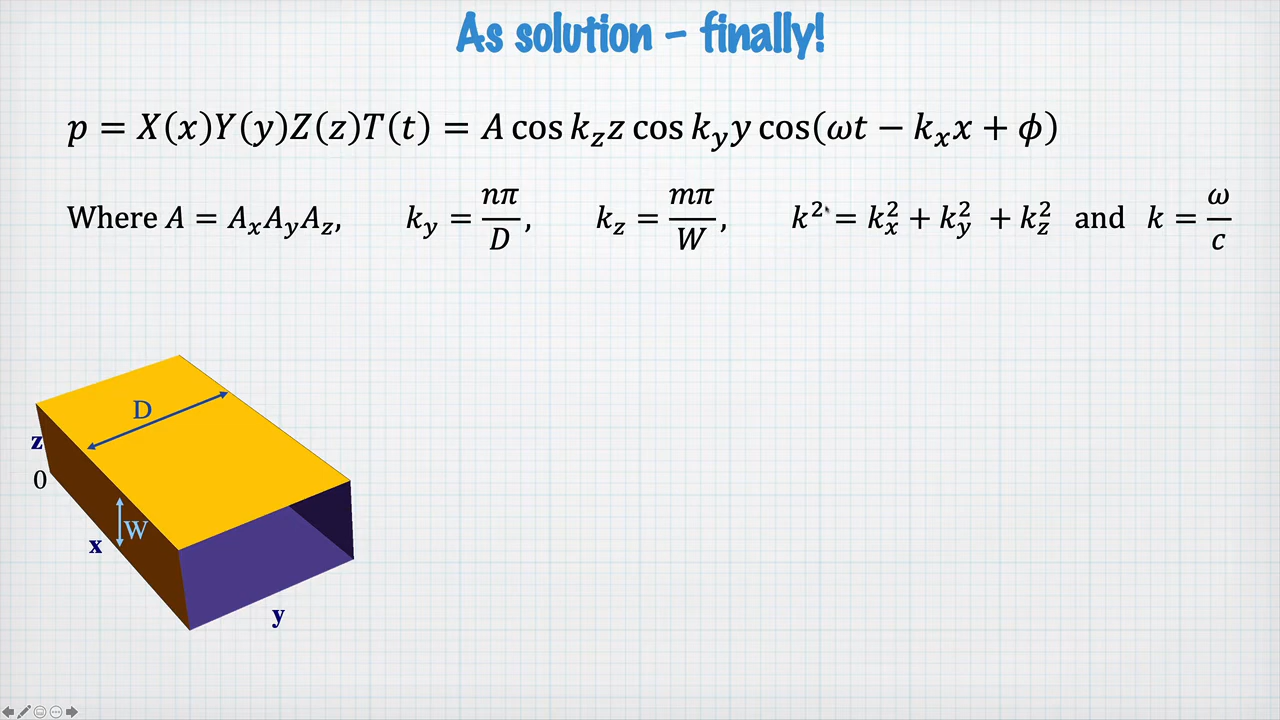 As solution – finally!
p = X(x)Y(y)Z(z)T(t) = A cos k_z z cos k_y y cos(ωt − k_x x + ϕ)
Where A = A_x A_y A_z, k_y = nπ/D, k_z = mπ/W, k² = k_x² + k_y² + k_z² and k = ω/c
D
z
0
W
x
y